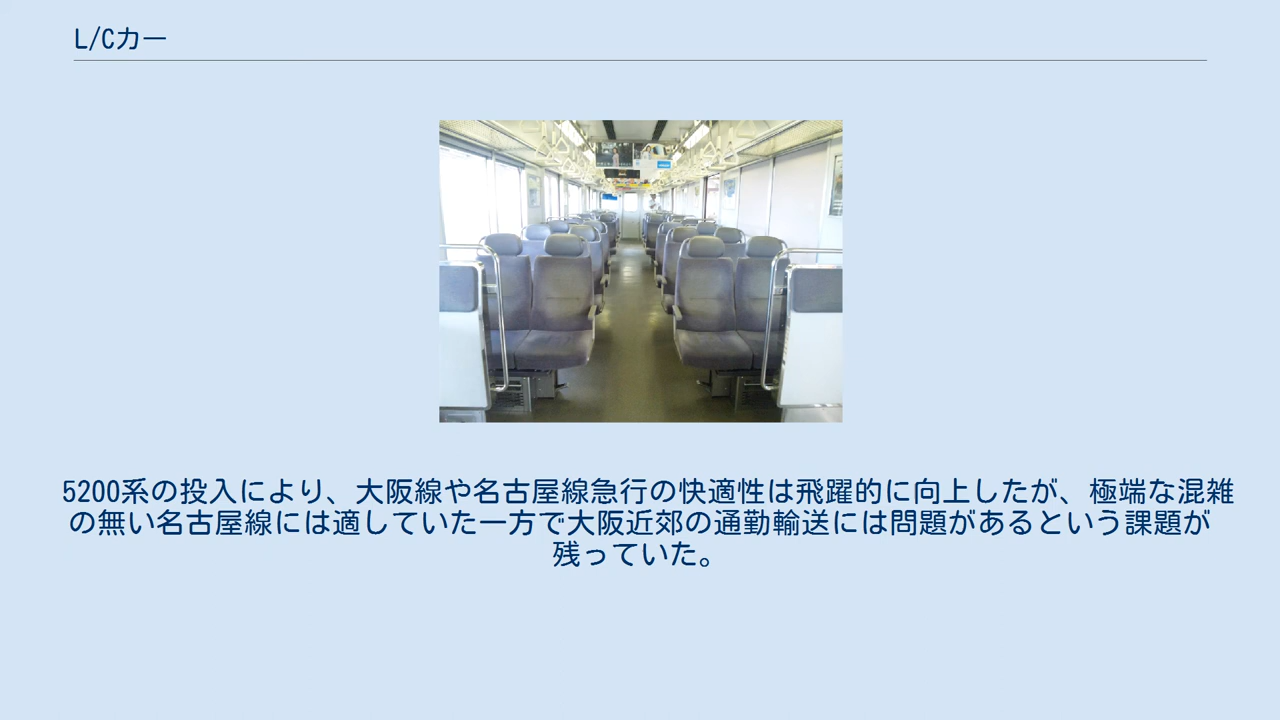 L/Cカー
5200系の投入により、大阪線や名古屋線急行の快適性は飛躍的に向上したが、極端な混雑
の無い名古屋線には適していた一方で大阪近郊の通勤輸送には問題があるという課題が
残っていた。